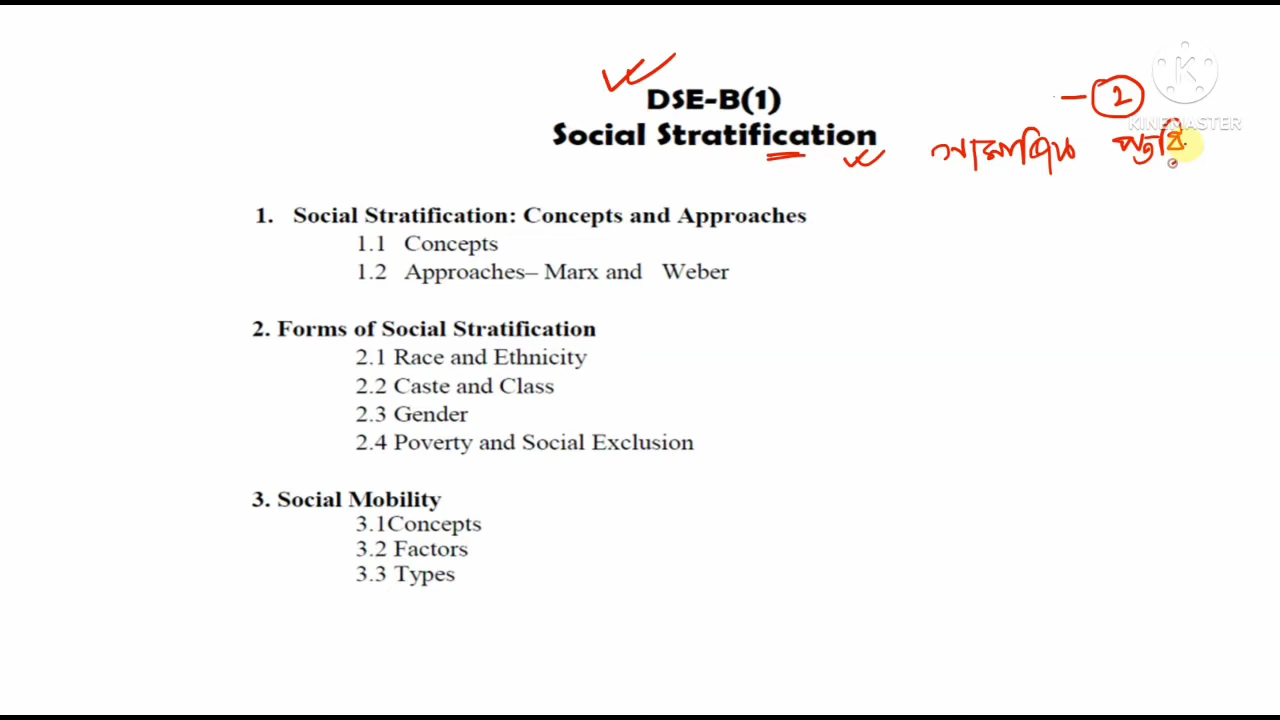 DSE-B(1)
Social Stratification
2
KINEMASTER
সামাজিক
1. Social Stratification: Concepts and Approaches
1.1 Concepts
1.2 Approaches– Marx and Weber
2. Forms of Social Stratification
2.1 Race and Ethnicity
2.2 Caste and Class
2.3 Gender
2.4 Poverty and Social Exclusion
3. Social Mobility
3.1Concepts
3.2 Factors
3.3 Types